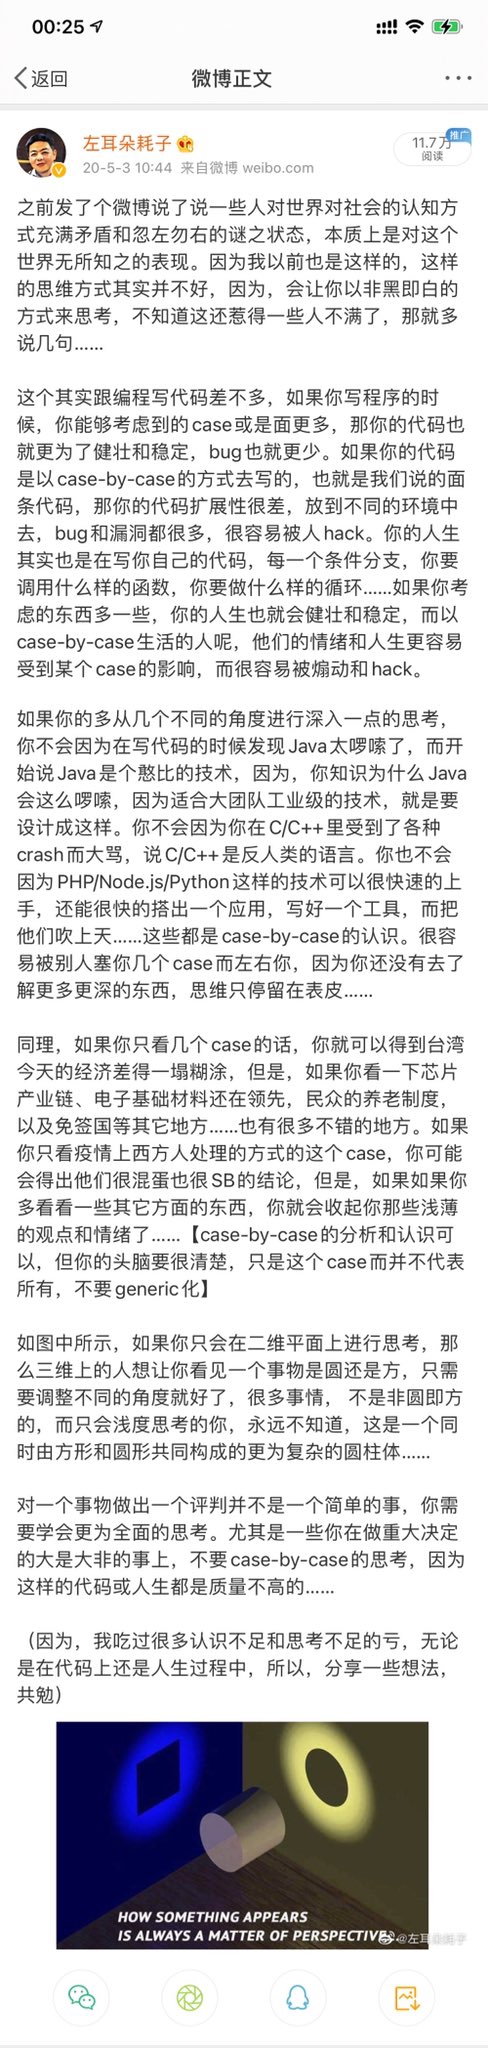 00:25
返回
微博正文
左耳朵耗子
20-5-3 10:44 来自微博 weibo.com
11.7万
推广
阅读
之前发了个微博说了说一些人对世界对社会的认知方
式充满矛盾和忽左勿右的谜之状态，本质上是对这个
世界无所知之的表现。因为我以前也是这样的，这样
的思维方式其实并不好，因为，会让你以非黑即白的
方式来思考，不知道这还惹得一些人不满了，那就多
说几句……
这个其实跟编程写代码差不多，如果你写程序的时
候，你能够考虑到的case或是面更多，那你的代码也
就更为了健壮和稳定，bug也就更少。如果你的代码
是以case-by-case的方式去写的，也就是我们说的面
条代码，那你的代码扩展性很差，放到不同的环境中
去，bug和漏洞都很多，很容易被人hack。你的人生
其实也是在写你自己的代码，每一个条件分支，你要
调用什么样的函数，你要做什么样的循环……如果你考
虑的东西多一些，你的人生也就会健壮和稳定，而以
case-by-case生活的人呢，他们的情绪和人生更容易
受到某个case的影响，而很容易被煽动和hack。
如果你的多从几个不同的角度进行深入一点的思考，
你不会因为在写代码的时候发现Java太啰嗦了，而开
始说Java是个憨比的技术，因为，你知识为什么Java
会这么啰嗦，因为适合大团队工业级的技术，就是要
设计成这样。你不会因为你在C/C++里受到了各种
crash而大骂，说C/C++是反人类的语言。你也不会
因为PHP/Node.js/Python这样的技术可以很快速的上
手，还能很快的搭出一个应用，写好一个工具，而把
他们吹上天……这些都是case-by-case的认识。很容
易被别人塞你几个case而左右你，因为你还没有去了
解更多更深的东西，思维只停留在表皮……
同理，如果你只看几个case的话，你就可以得到台湾
今天的经济差得一塌糊涂，但是，如果你看一下芯片
产业链、电子基础材料还在领先，民众的养老制度，
以及免签国等其它地方……也有很多不错的地方。如果
你只看疫情上西方人处理的方式的这个case，你可能
会得出他们很混蛋也很SB的结论，但是，如果如果你
多看看一些其它方面的东西，你就会收起你那些浅薄
的观点和情绪了……【case-by-case的分析和认识可
以，但你的头脑要很清楚，只是这个case而并不代表
所有，不要generic化】
如图中所示，如果你只会在二维平面上进行思考，那
么三维上的人想让你看见一个事物是圆还是方，只需
要调整不同的角度就好了，很多事情， 不是非圆即方
的，而只会浅度思考的你，永远不知道，这是一个同
时由方形和圆形共同构成的更为复杂的圆柱体……
对一个事物做出一个评判并不是一个简单的事，你需
要学会更为全面的思考。尤其是一些你在做重大决定
的大是大非的事上，不要case-by-case的思考，因为
这样的代码或人生都是质量不高的……
（因为，我吃过很多认识不足和思考不足的亏，无论
是在代码上还是人生过程中，所以，分享一些想法，
共勉）
HOW SOMETHING APPEARS
IS ALWAYS A MATTER OF PERSPECTIVE
@左耳朵耗子